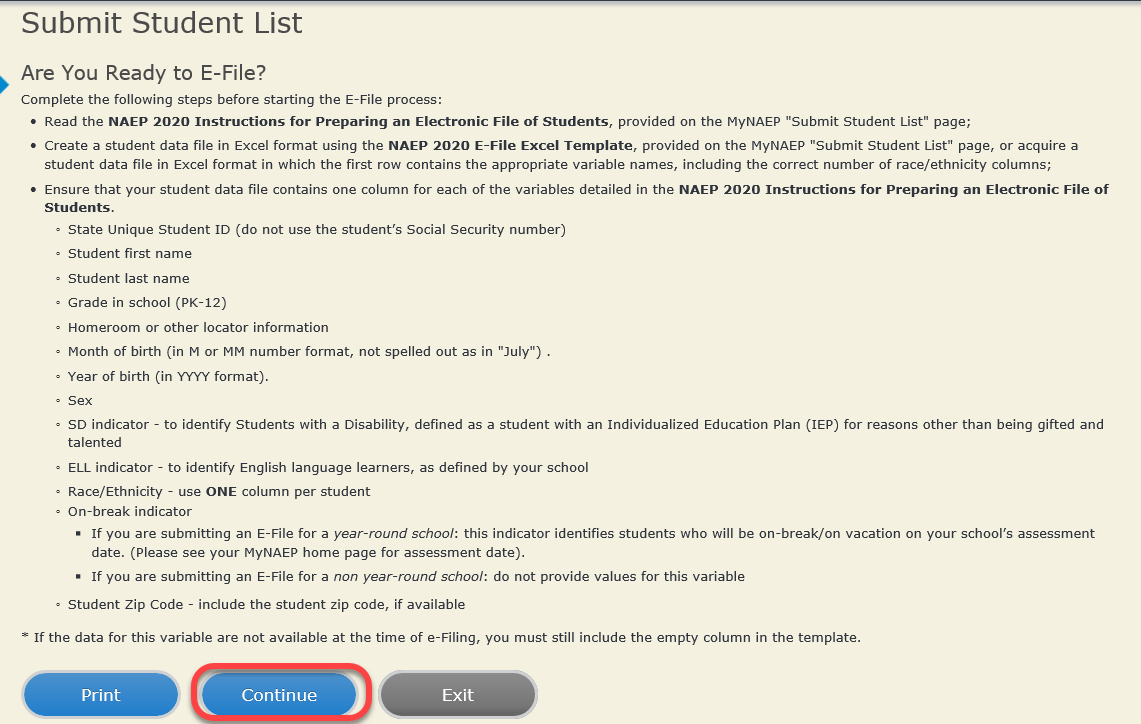 Submit Student List
Are You Ready to E-File?
Complete the following steps before starting the E-File process:
• Read the NAEP 2020 Instructions for Preparing an Electronic File of Students, provided on the MyNAEP "Submit Student List" page;
• Create a student data file in Excel format using the NAEP 2020 E-File Excel Template, provided on the MyNAEP "Submit Student List" page, or acquire a
student data file in Excel format in which the first row contains the appropriate variable names, including the correct number of race/ethnicity columns;
• Ensure that your student data file contains one column for each of the variables detailed in the NAEP 2020 Instructions for Preparing an Electronic File of
Students.
◦ State Unique Student ID (do not use the student’s Social Security number)
◦ Student first name
◦ Student last name
◦ Grade in school (PK-12)
◦ Homeroom or other locator information
◦ Month of birth (in M or MM number format, not spelled out as in "July") .
◦ Year of birth (in YYYY format).
◦ Sex
◦ SD indicator - to identify Students with a Disability, defined as a student with an Individualized Education Plan (IEP) for reasons other than being gifted and
talented
◦ ELL indicator - to identify English language learners, as defined by your school
◦ Race/Ethnicity - use ONE column per student
◦ On-break indicator
▪ If you are submitting an E-File for a year-round school: this indicator identifies students who will be on-break/on vacation on your school’s assessment
date. (Please see your MyNAEP home page for assessment date).
▪ If you are submitting an E-File for a non year-round school: do not provide values for this variable
◦ Student Zip Code - include the student zip code, if available
* If the data for this variable are not available at the time of e-Filing, you must still include the empty column in the template.
Print Continue Exit